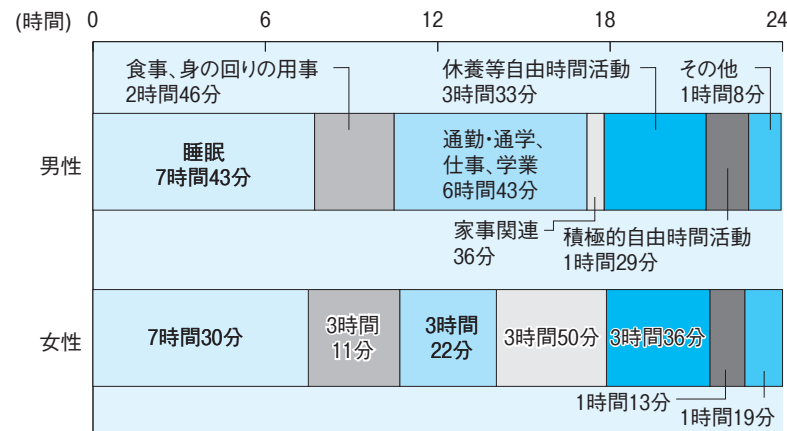 (時間) 0 6 12 18 24
食事、身の回りの用事
2時間46分
休養等自由時間活動
3時間33分
その他
1時間8分
男性
睡眠
7時間43分
通勤・通学、
仕事、学業
6時間43分
家事関連
36分
積極的自由時間活動
1時間29分
女性
7時間30分
3時間
11分
3時間
22分
3時間50分
3時間36分
1時間13分
1時間19分